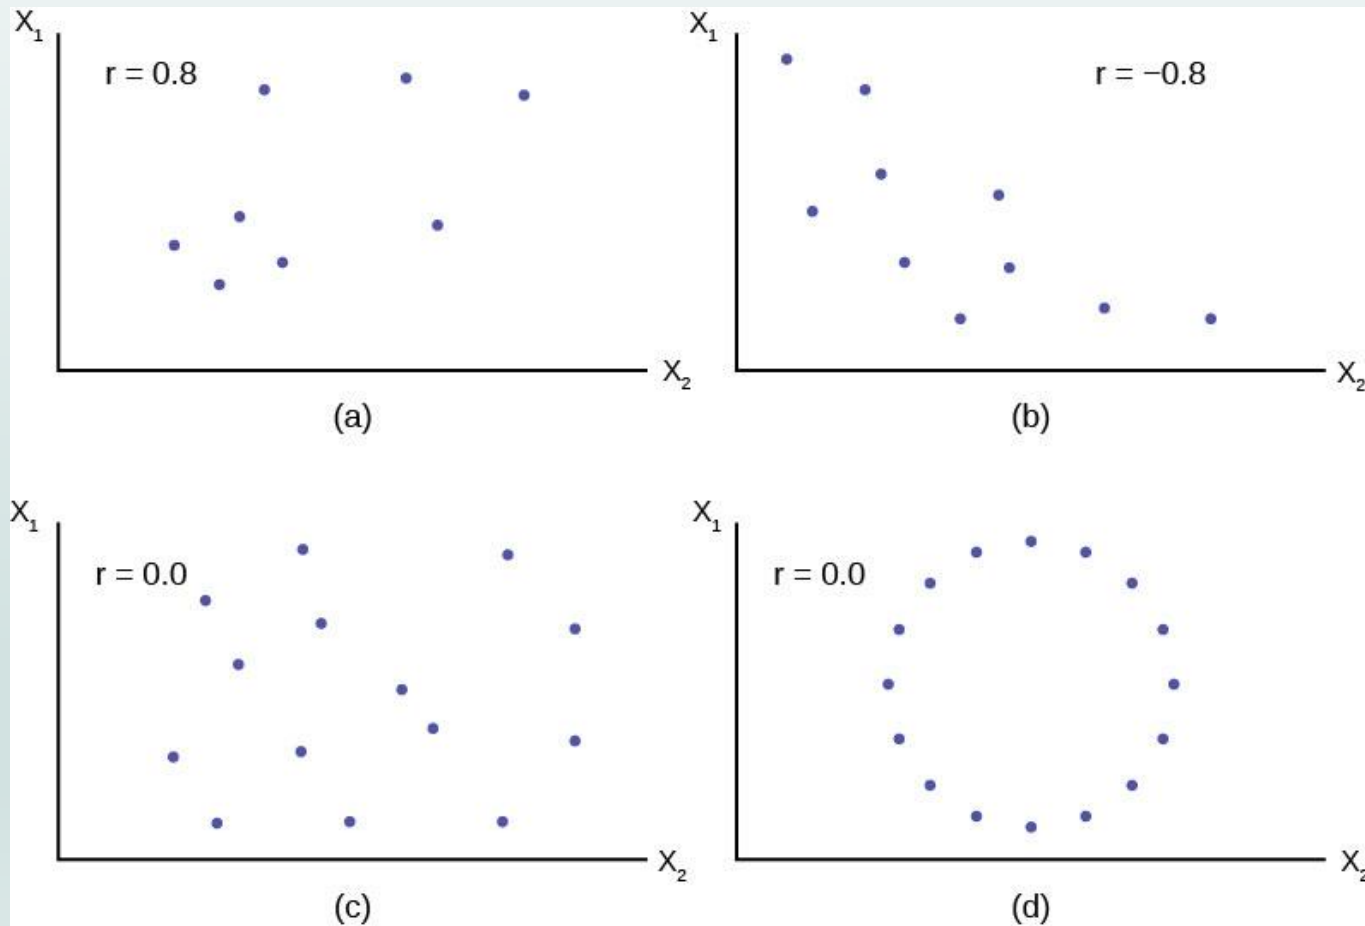 X₁
r = 0.8
X₂
(a)
X₁
r = −0.8
X₂
(b)
X₁
r = 0.0
X₂
(c)
X₁
r = 0.0
X₂
(d)